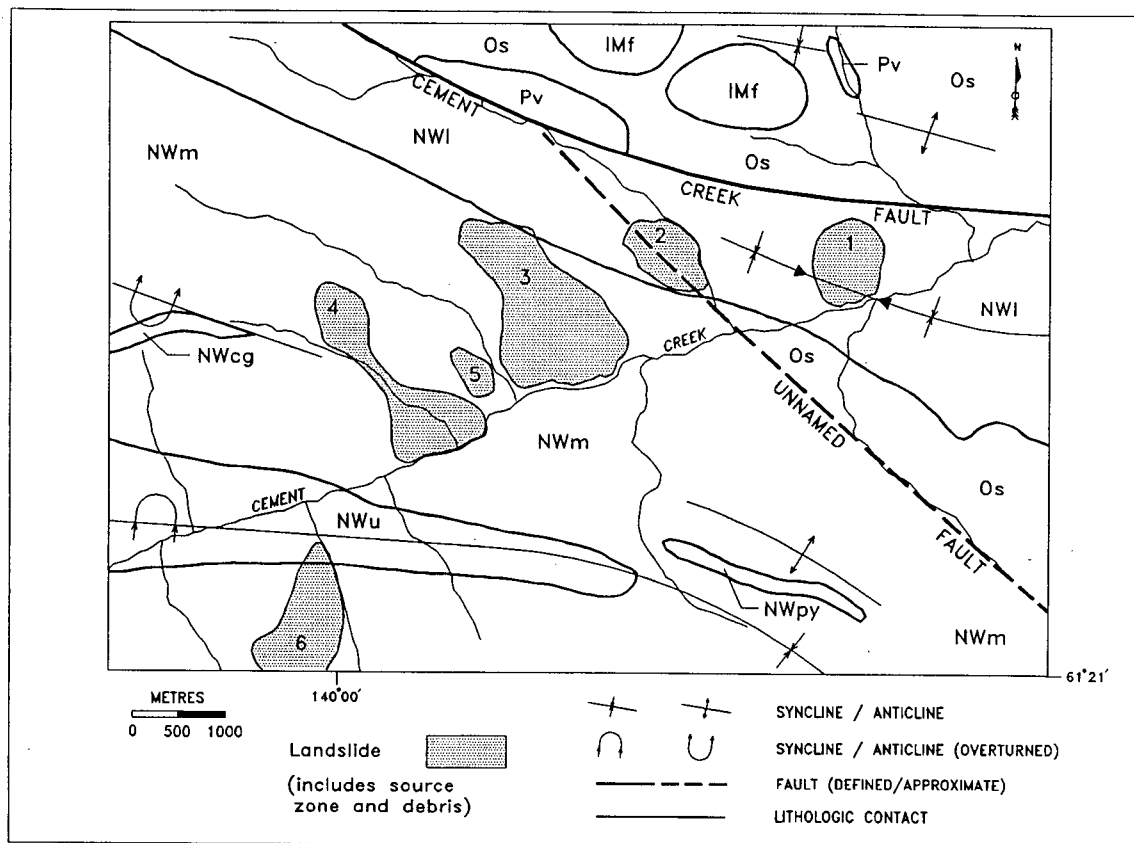 Os
IMf
Pv
Os
N
IMf
CEMENT
Pv
NWl
Os
NWm
CREEK
FAULT
1
2
3
NWl
4
CREEK
Os
NWcg
5
UNNAMED
NWm
Os
CEMENT
NWu
FAULT
NWpy
6
NWm
61°21'
METRES
0 500 1000
140°00'
SYNCLINE / ANTICLINE
Landslide
(includes source
zone and debris)
SYNCLINE / ANTICLINE (OVERTURNED)
FAULT (DEFINED/APPROXIMATE)
LITHOLOGIC CONTACT